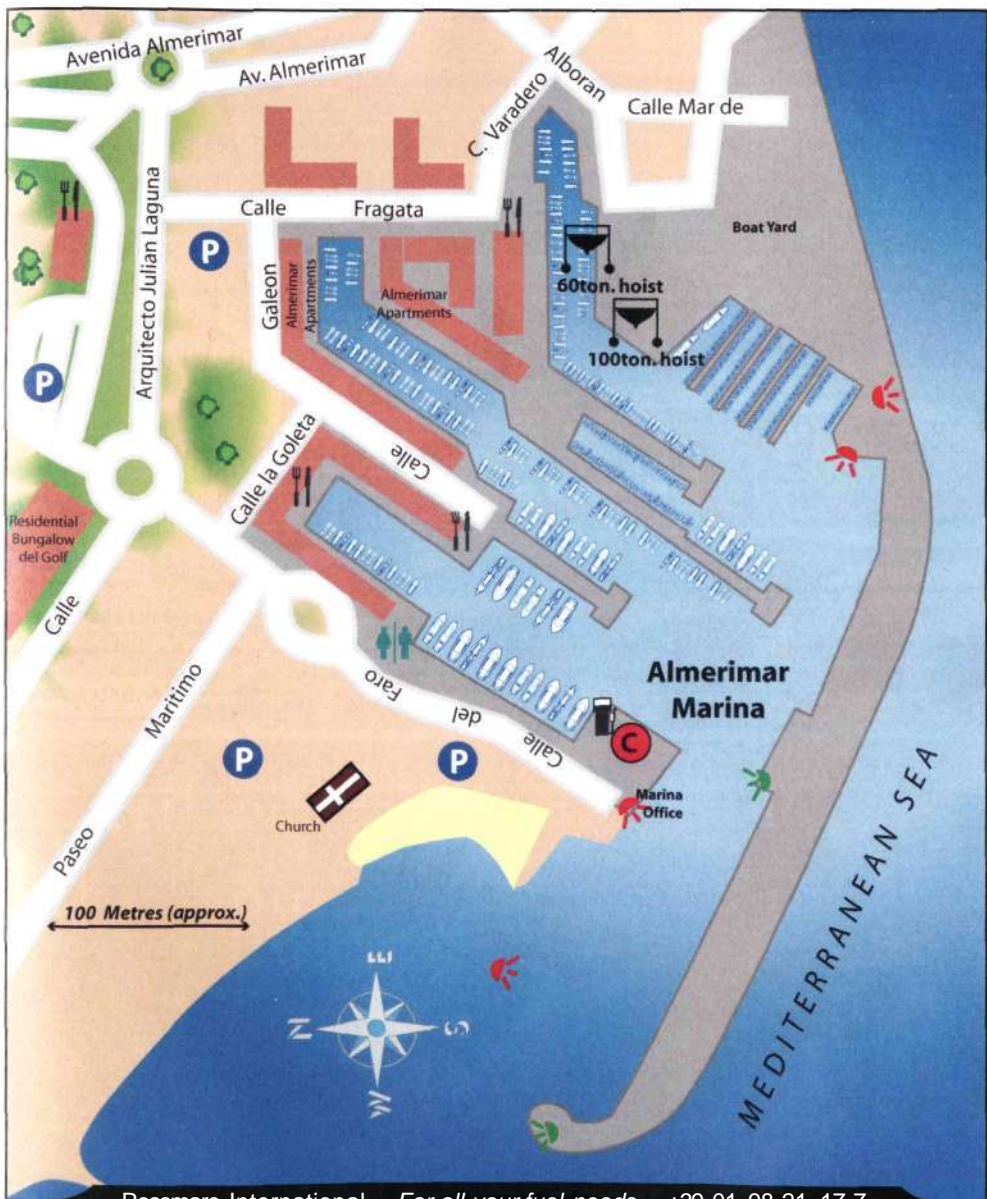 Avenida Almerimar
Av. Almerimar
Alboran
C. Varadero
Calle Mar de
Arquitecto Julian Laguna
Calle Fragata
P
Galeon
Almerimar
Apartments
Almerimar
Apartments
Boat Yard
60ton. hoist
100ton. hoist
P
Calle la Goleta
Calle
Residential
Bungalow
del Golf
Calle
Paseo Maritimo
Calle del Faro
Almerimar
Marina
C
P
P
Church
Marina
Office
MEDITERRANEAN SEA
100 Metres (approx.)
N
E
S
W